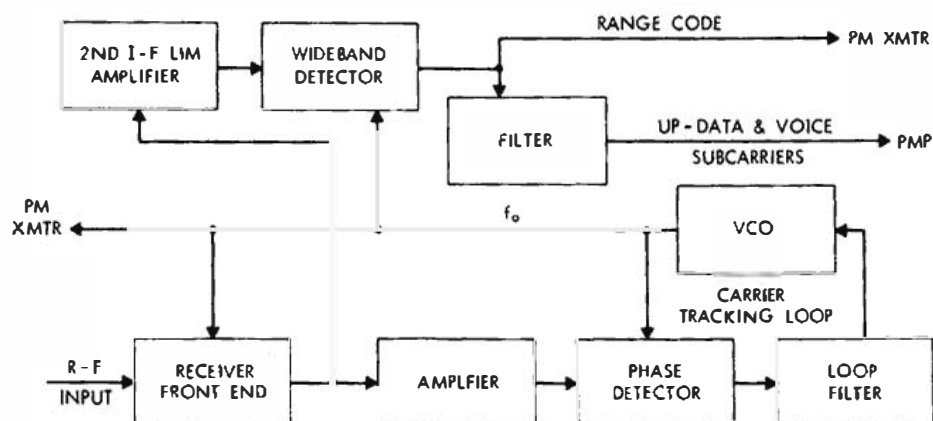 2ND I-F LIM
AMPLIFIER
WIDEBAND
DETECTOR
RANGE CODE
PM XMTR
FILTER
UP-DATA & VOICE
SUBCARRIERS
PMP
PM
XMTR
fo
VCO
CARRIER
TRACKING LOOP
R-F
INPUT
RECEIVER
FRONT END
AMPLFIER
PHASE
DETECTOR
LOOP
FILTER